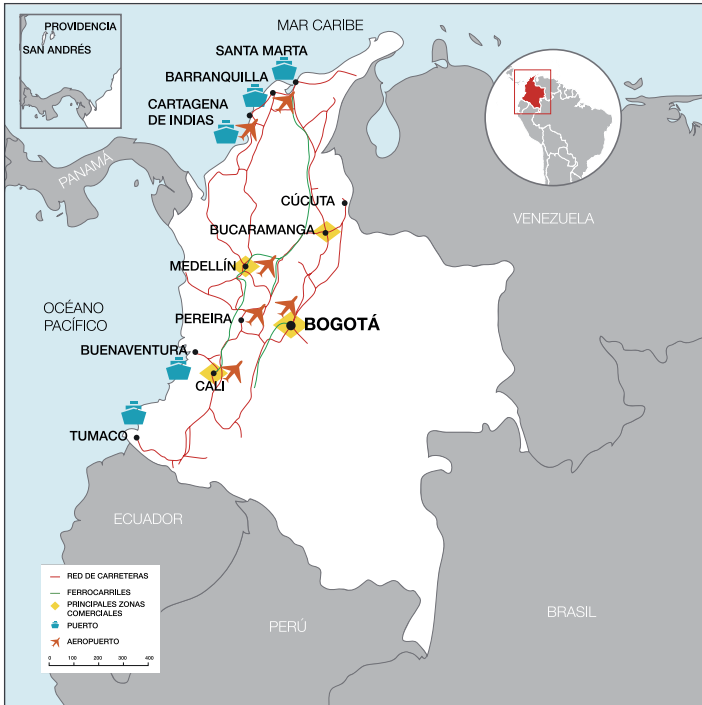 MAR CARIBE
PROVIDENCIA
SAN ANDRÉS
SANTA MARTA
BARRANQUILLA
CARTAGENA
DE INDIAS
PANAMÁ
CÚCUTA
VENEZUELA
BUCARAMANGA
MEDELLÍN
OCÉANO
PACÍFICO
PEREIRA
BOGOTÁ
BUENAVENTURA
CALI
TUMACO
ECUADOR
PERÚ
BRASIL
RED DE CARRETERAS
FERROCARRILES
PRINCIPALES ZONAS
COMERCIALES
PUERTO
AEROPUERTO
0 100 200 300 400